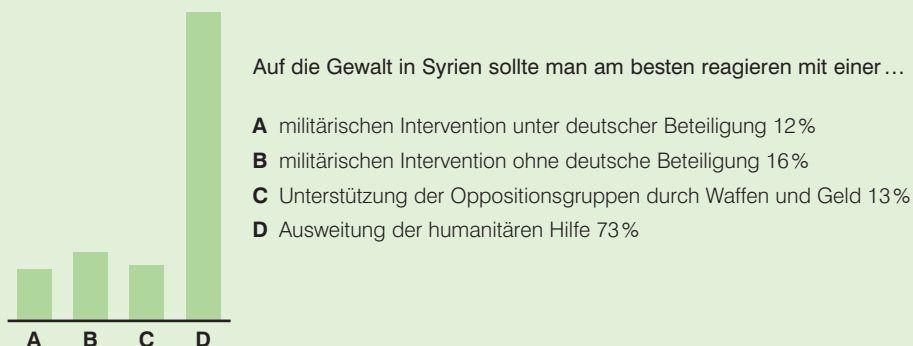 Auf die Gewalt in Syrien sollte man am besten reagieren mit einer…
A militärischen Intervention unter deutscher Beteiligung 12%
B militärischen Intervention ohne deutsche Beteiligung 16%
C Unterstützung der Oppositionsgruppen durch Waffen und Geld 13%
D Ausweitung der humanitären Hilfe 73%
A B C D